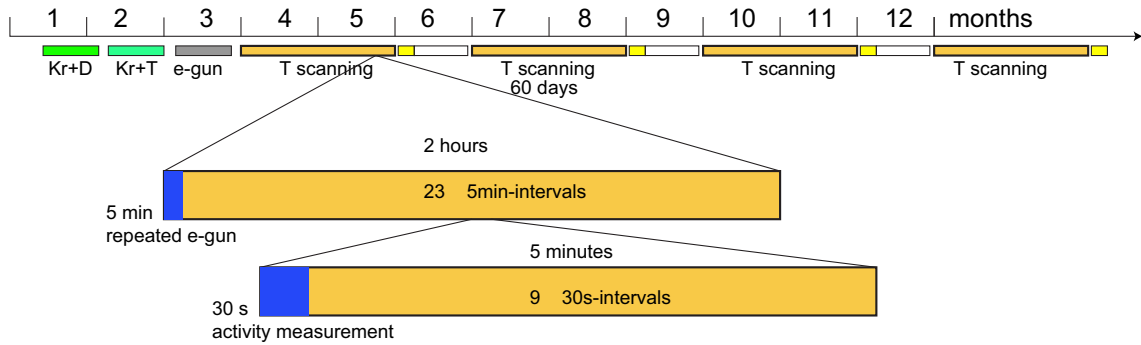 1 2 3 4 5 6 7 8 9 10 11 12 months
Kr+D Kr+T e-gun T scanning T scanning T scanning T scanning
60 days
2 hours
23 5min-intervals
5 min
repeated e-gun
5 minutes
9 30s-intervals
30 s
activity measurement